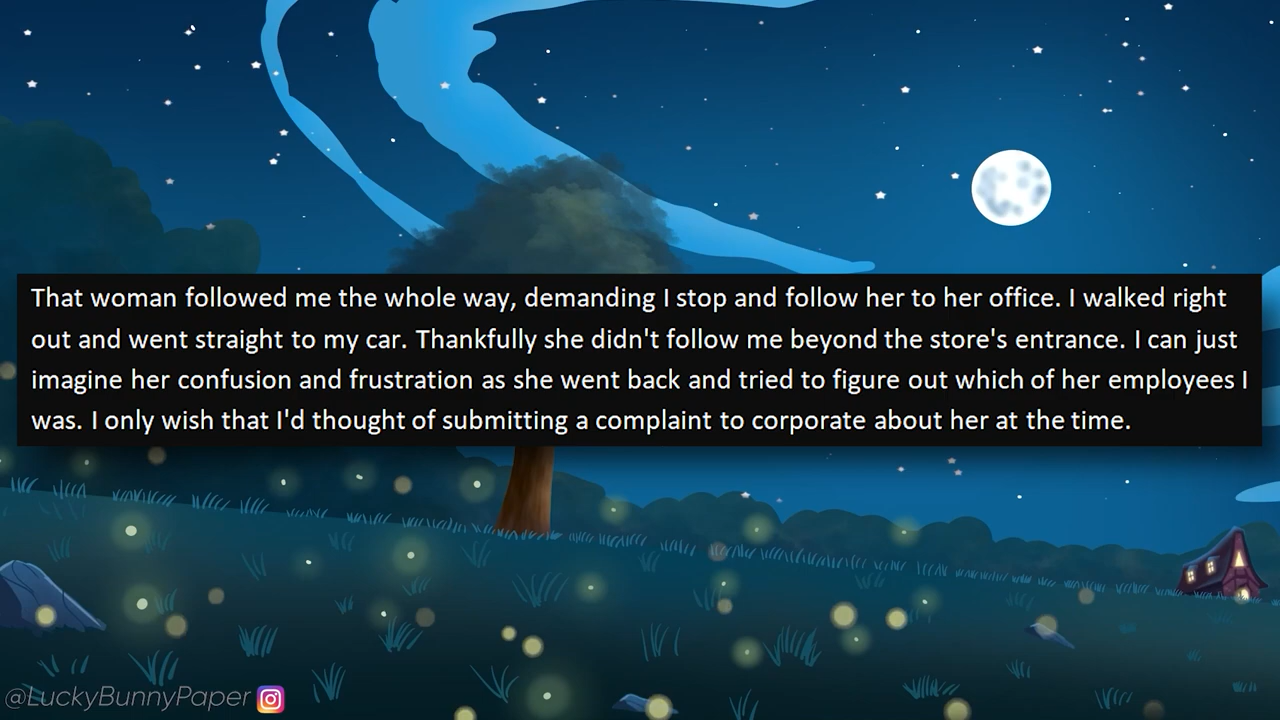 That woman followed me the whole way, demanding I stop and follow her to her office. I walked right
out and went straight to my car. Thankfully she didn't follow me beyond the store's entrance. I can just
imagine her confusion and frustration as she went back and tried to figure out which of her employees I
was. I only wish that I'd thought of submitting a complaint to corporate about her at the time.
@LuckyBunnyPaper